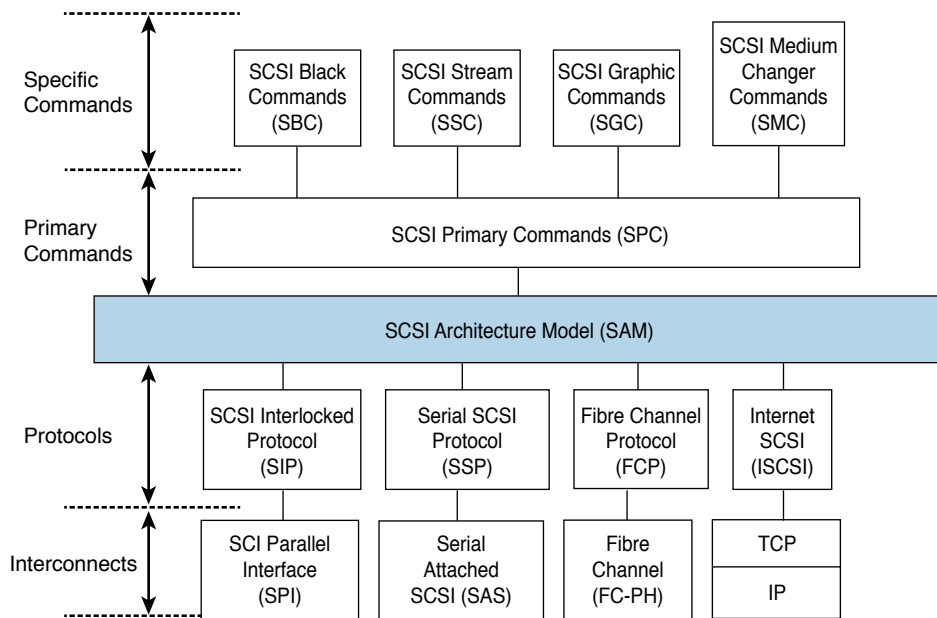 Specific
Commands
SCSI Black
Commands
(SBC)
SCSI Stream
Commands
(SSC)
SCSI Graphic
Commands
(SGC)
SCSI Medium
Changer
Commands
(SMC)
Primary
Commands
SCSI Primary Commands (SPC)
SCSI Architecture Model (SAM)
Protocols
SCSI Interlocked
Protocol
(SIP)
Serial SCSI
Protocol
(SSP)
Fibre Channel
Protocol
(FCP)
Internet
SCSI
(ISCSI)
Interconnects
SCI Parallel
Interface
(SPI)
Serial
Attached
SCSI (SAS)
Fibre
Channel
(FC-PH)
TCP
IP